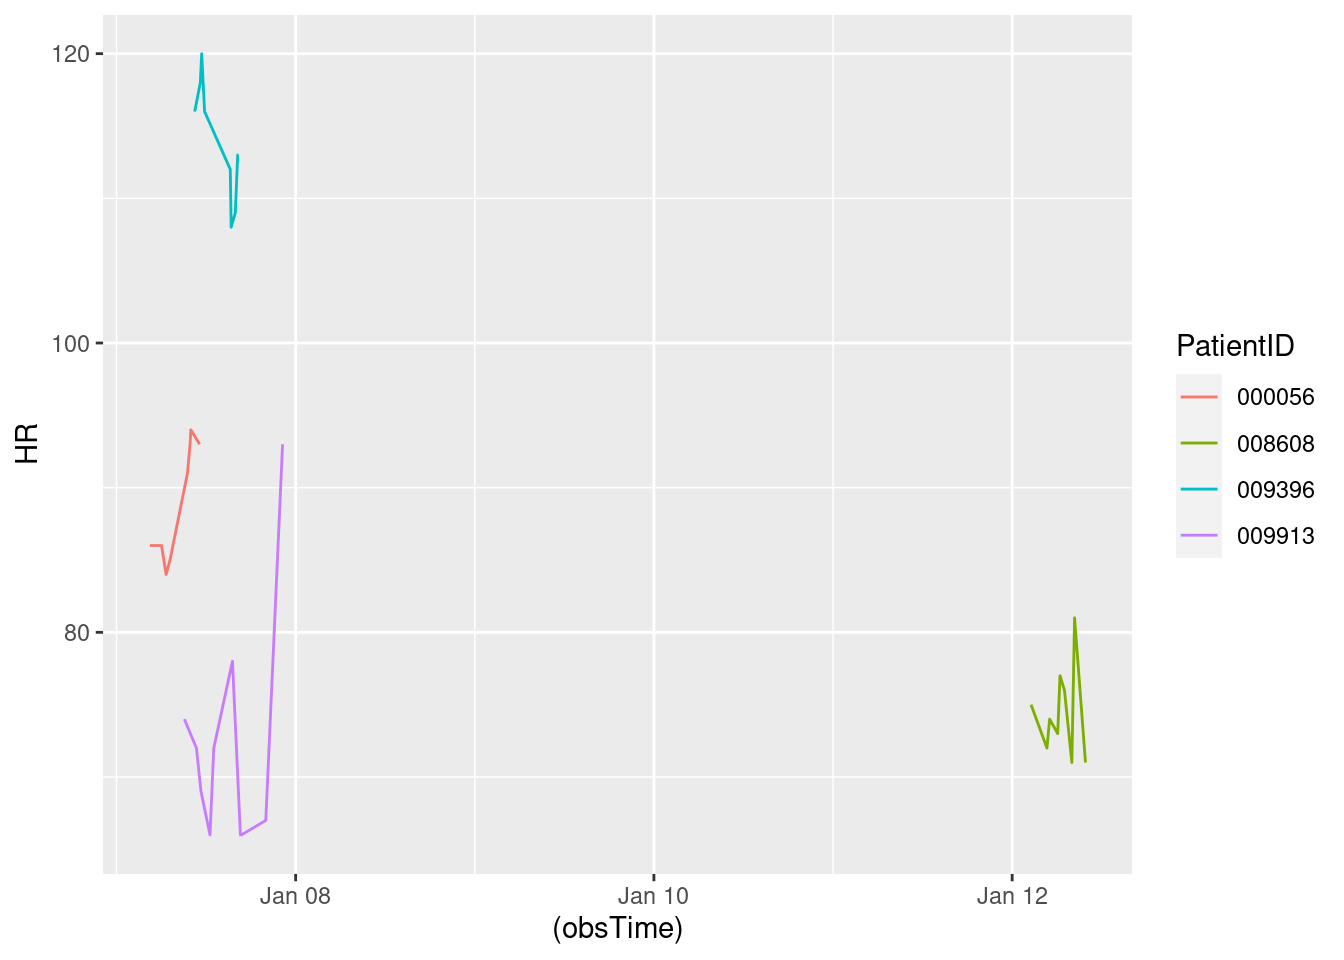 120
100
80
HR
Jan 08
Jan 10
Jan 12
(obsTime)
PatientID
000056
008608
009396
009913